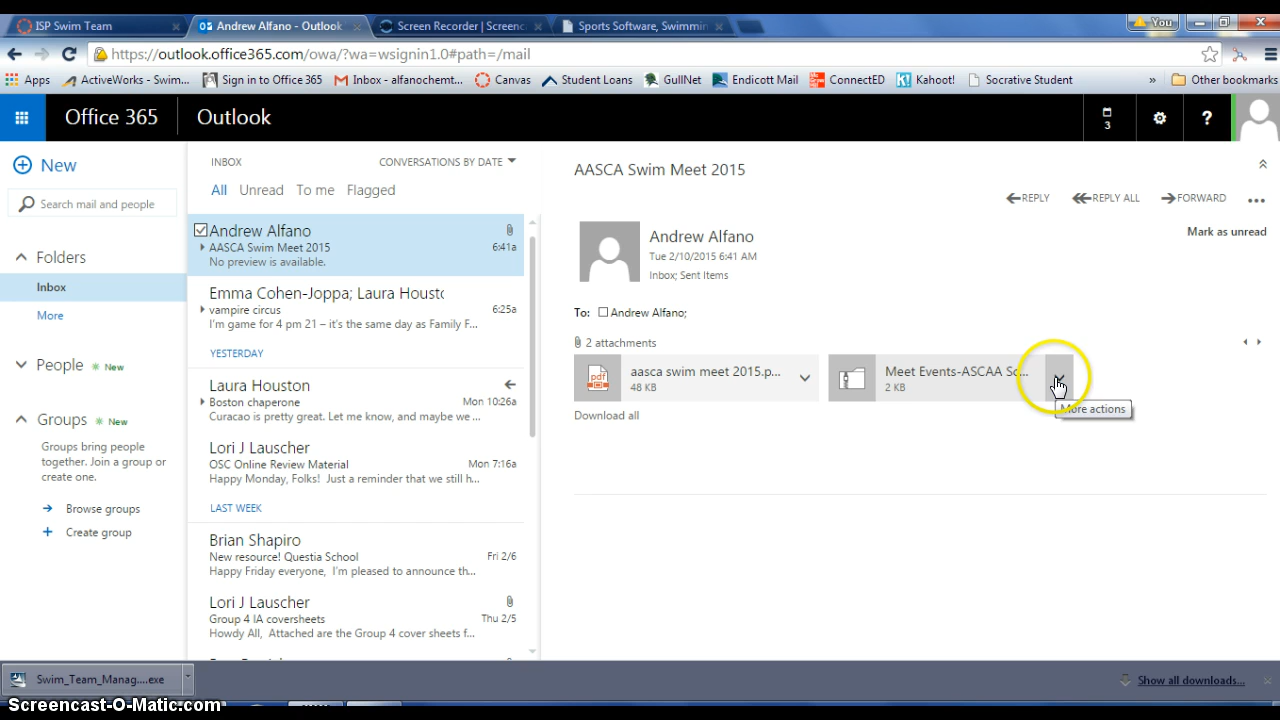 ISP Swim Team
Andrew Alfano - Outlook
Screen Recorder | Screenc
Sports Software, Swimmin
You
https://outlook.office365.com/owa/?wa=wsignin1.0#path=/mail
Apps
ActiveWorks - Swim...
Sign in to Office 365
Inbox - alfanochemt...
Canvas
Student Loans
GullNet
Endicott Mail
ConnectED
Kahoot!
Socrative Student
»
Other bookmarks
Office 365
Outlook
3
?
New
Search mail and people
Folders
Inbox
More
People New
Groups New
Groups bring people
together. Join a group or
create one.
Browse groups
Create group
INBOX
CONVERSATIONS BY DATE
All Unread To me Flagged
Andrew Alfano
AASCA Swim Meet 2015 6:41a
No preview is available.
Emma Cohen-Joppa; Laura Housto
vampire circus 6:25a
I'm game for 4 pm 21 – it's the same day as Family F...
YESTERDAY
Laura Houston
Boston chaperone Mon 10:26a
Curacao is pretty great. Let me know, and maybe we ...
Lori J Lauscher
OSC Online Review Material Mon 7:16a
Happy Monday, Folks! Just a reminder that we still h...
LAST WEEK
Brian Shapiro
New resource! Questia School Fri 2/6
Happy Friday everyone, I'm pleased to announce th...
Lori J Lauscher
Group 4 IA coversheets Thu 2/5
Howdy All, Attached are the Group 4 cover sheets f...
AASCA Swim Meet 2015
REPLY REPLY ALL FORWARD ...
Andrew Alfano
Mark as unread
Tue 2/10/2015 6:41 AM
Inbox; Sent Items
To: Andrew Alfano;
2 attachments
pdf
aasca swim meet 2015.p...
48 KB
Meet Events-ASCAA Sc...
2 KB
More actions
Download all
Swim_Team_Manag....exe
Show all downloads...
Screencast-O-Matic.com